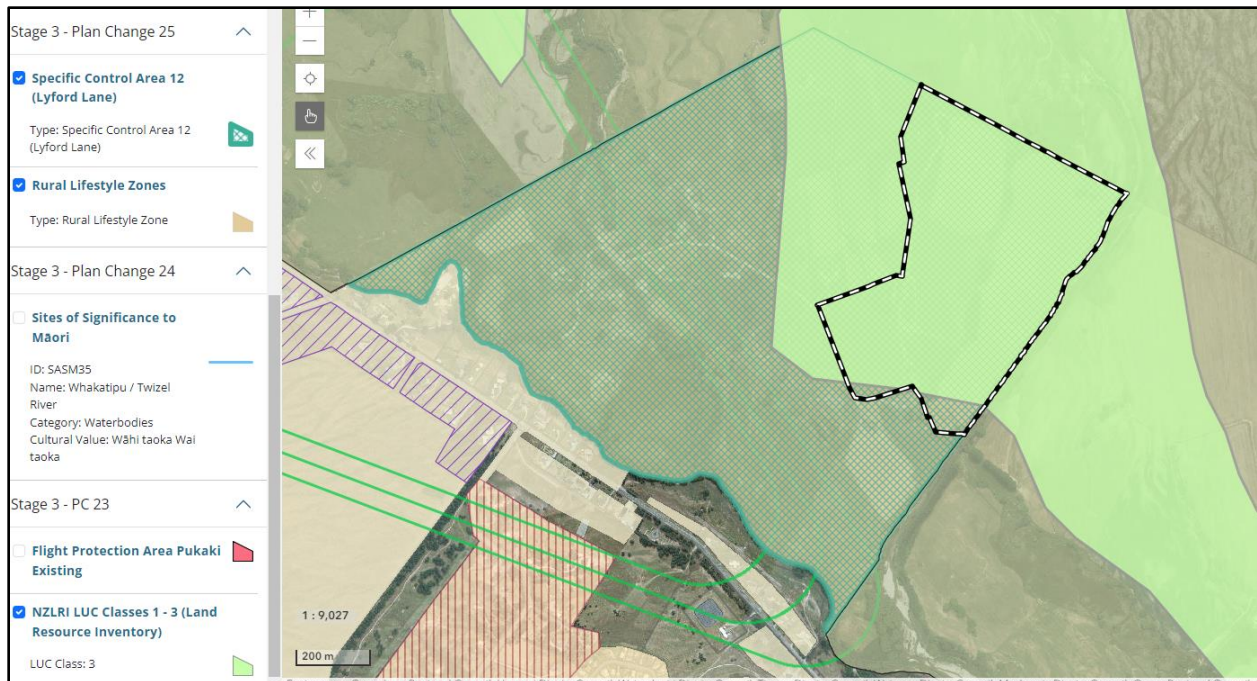 Stage 3 - Plan Change 25
Specific Control Area 12
(Lyford Lane)
Type: Specific Control Area 12
(Lyford Lane)
Rural Lifestyle Zones
Type: Rural Lifestyle Zone
Stage 3 - Plan Change 24
Sites of Significance to
Māori
ID: SASM35
Name: Whakatipu / Twizel
River
Category: Waterbodies
Cultural Value: Wāhi taoka Wai
taoka
Stage 3 - PC 23
Flight Protection Area Pukaki
Existing
NZLRI LUC Classes 1 - 3 (Land
Resource Inventory)
LUC Class: 3
1 : 9,027
200 m